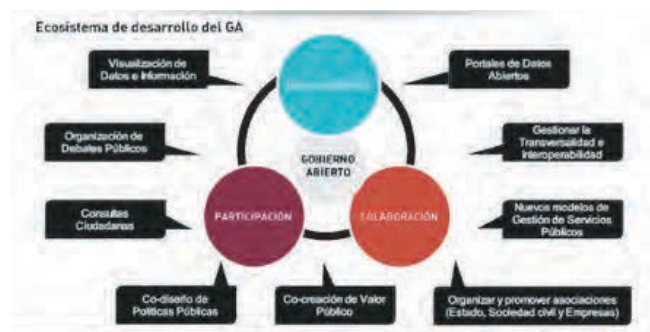 Ecosistema de desarrollo del GA
Visualización de
Datos e Información
Portales de Datos
Abiertos
Organización de
Debates Públicos
GOBIERNO
ABIERTO
Gestionar la
Transversalidad e
Interoperabilidad
Consultas
Ciudadanas
PARTICIPACIÓN
COLABORACIÓN
Nuevos modelos de
Gestión de Servicios
Públicos
Co-diseño de
Políticas Públicas
Co-creación de Valor
Público
Organizar y promover asociaciones
(Estado, Sociedad civil y Empresas)